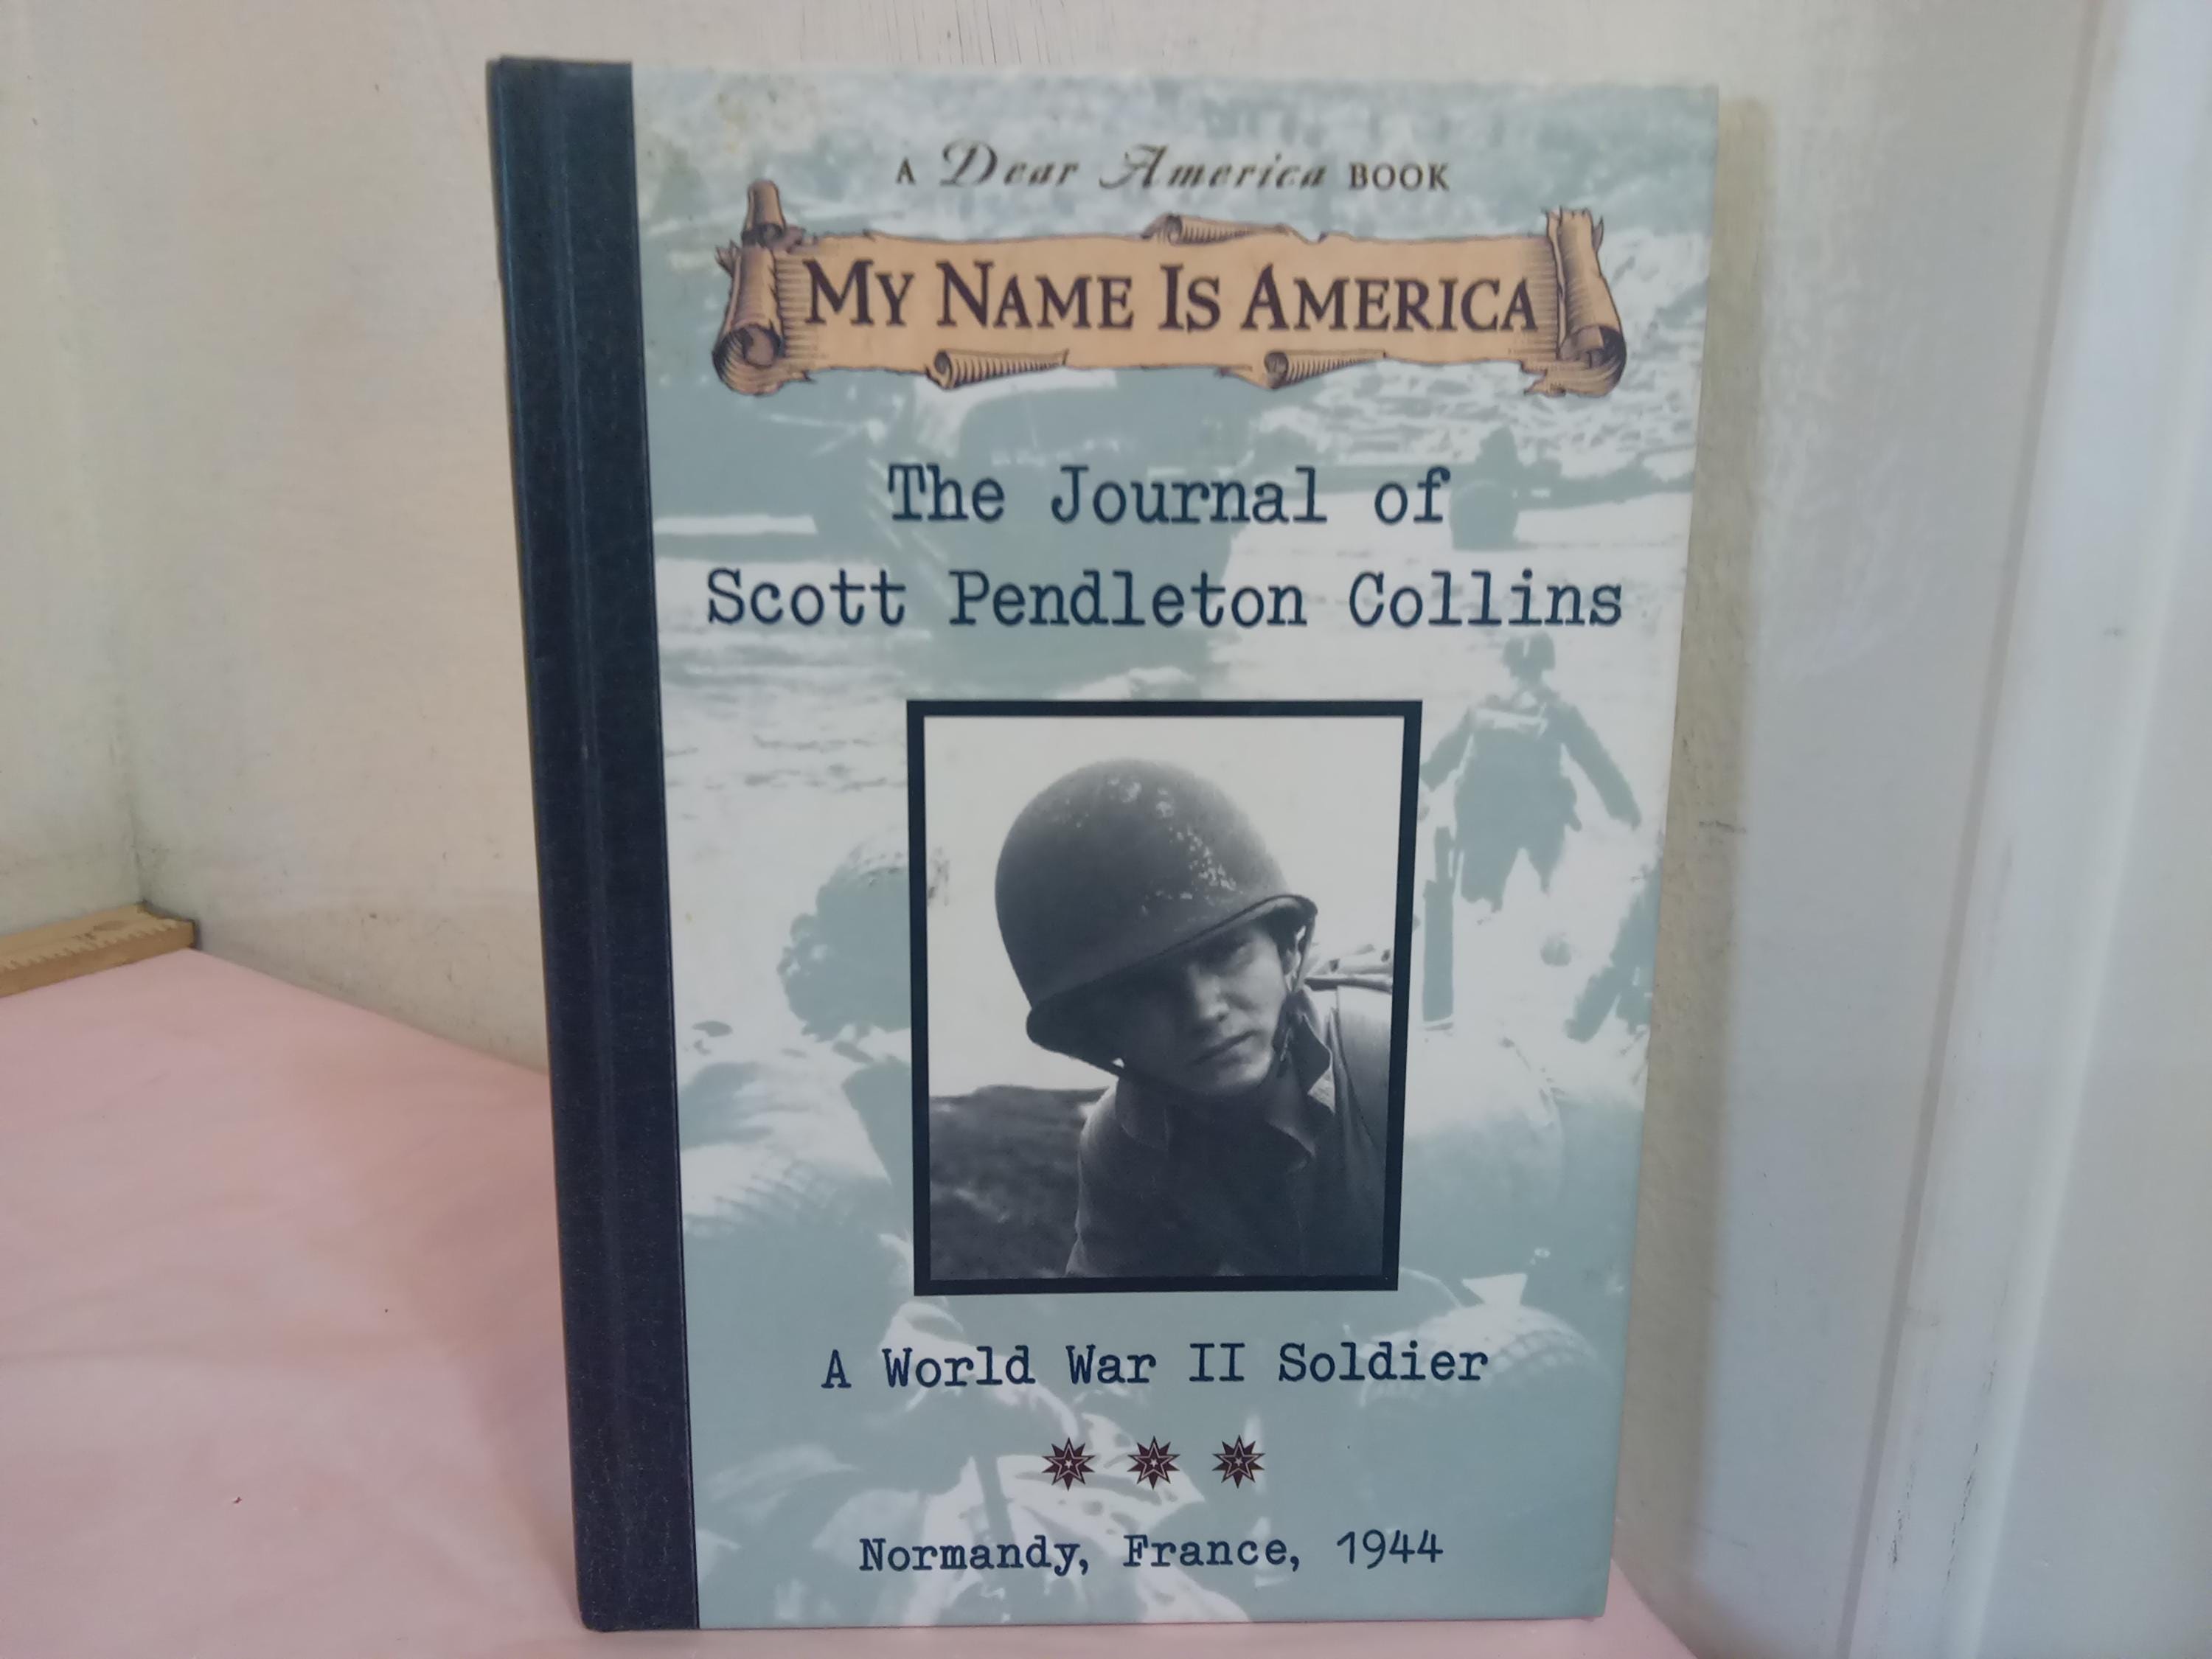 A Dear America BOOK
MY NAME IS AMERICA
The Journal of
Scott Pendleton Collins
A World War II Soldier
Normandy, France, 1944